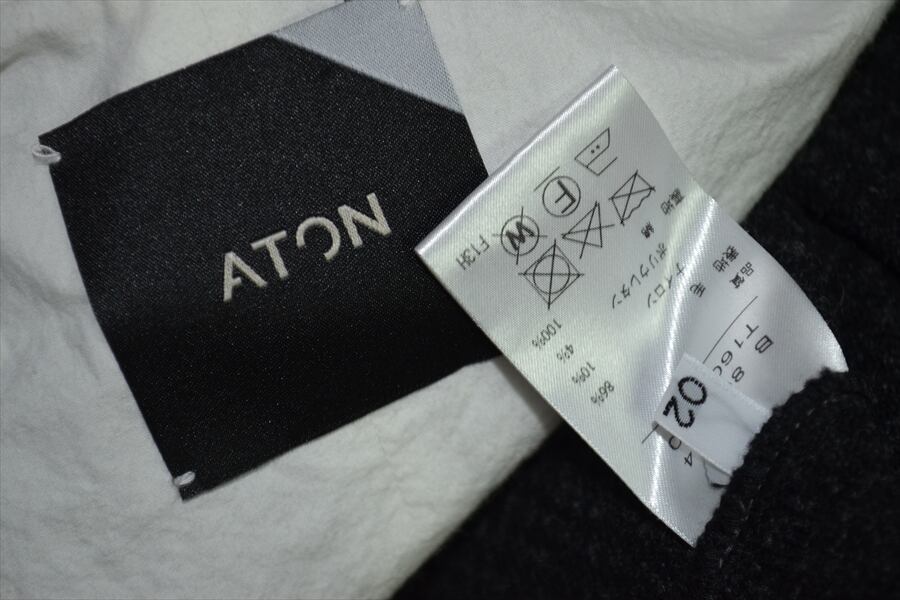 ATON
品質
表地 毛 86%
ナイロン 10%
ポリウレタン 4%
裏地 綿 100%
F
W
F13H
02